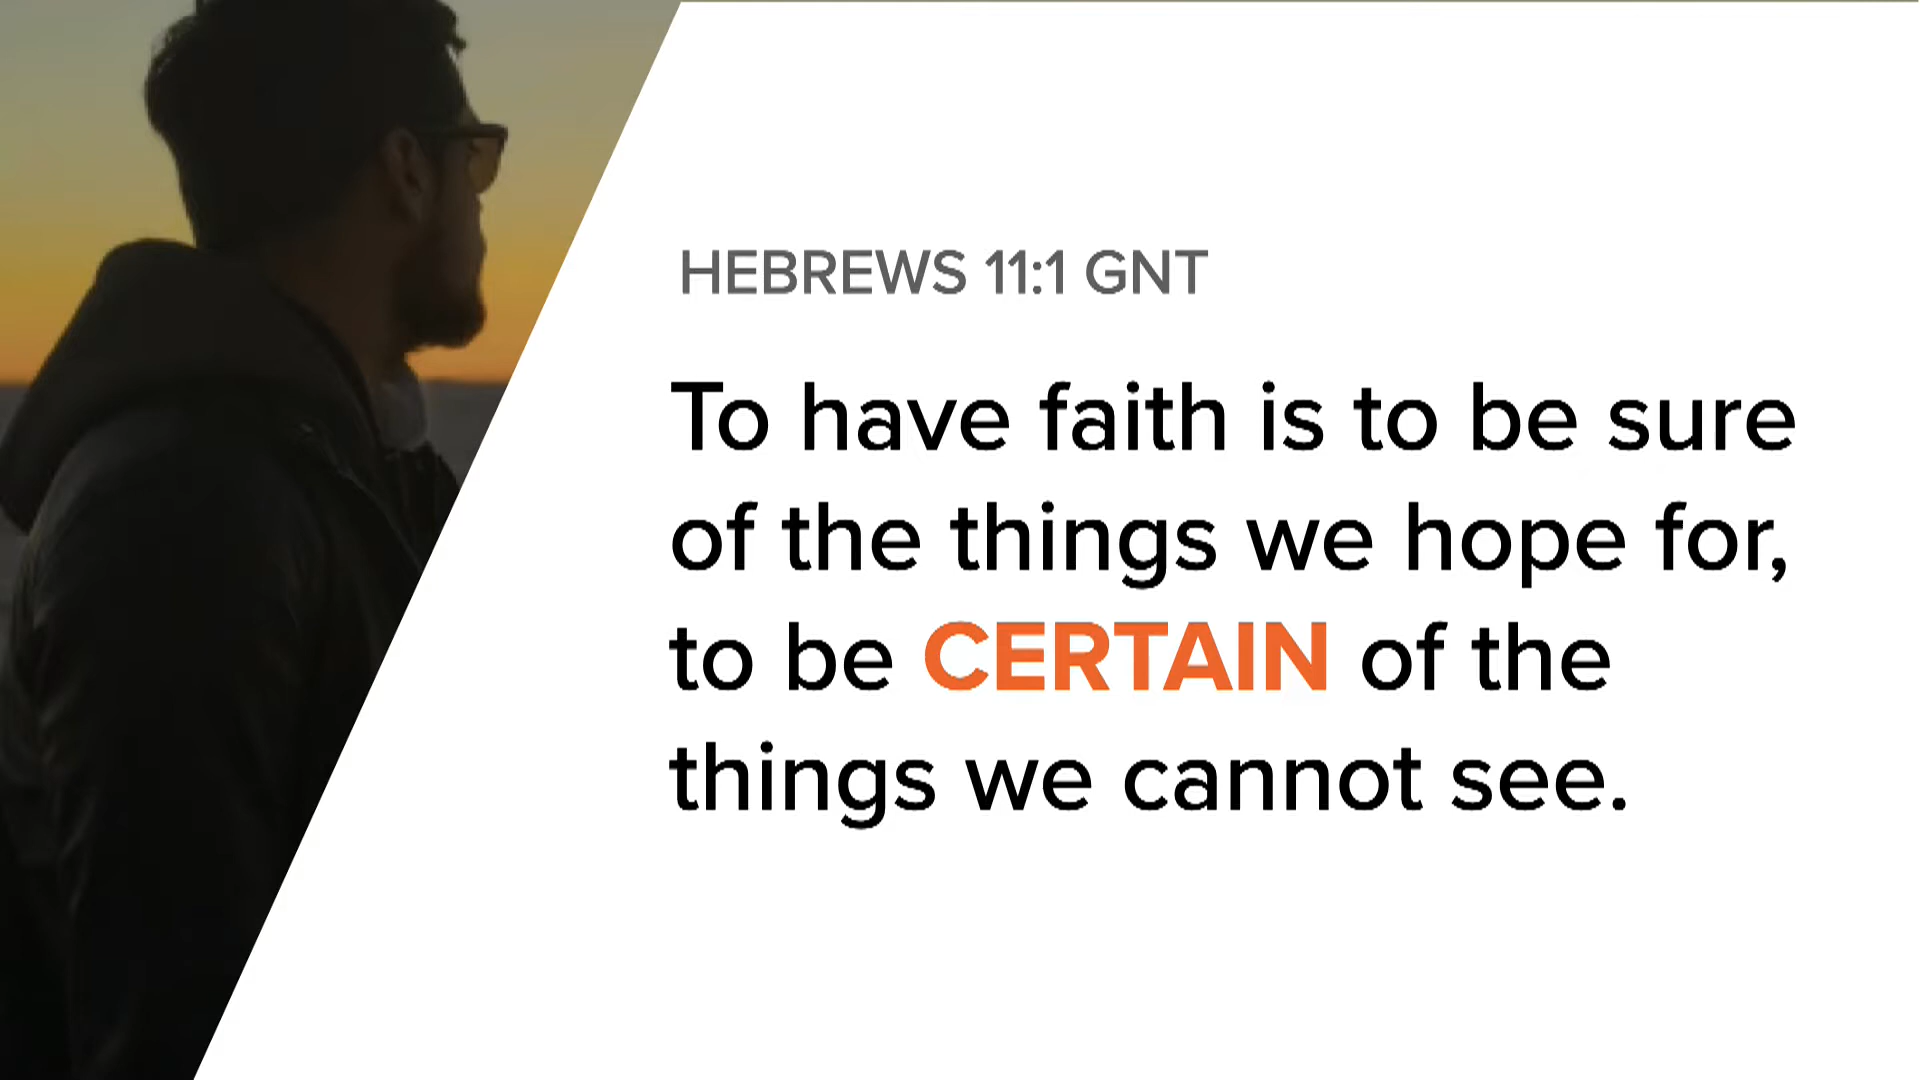 HEBREWS 11:1 GNT
To have faith is to be sure
of the things we hope for,
to be CERTAIN of the
things we cannot see.